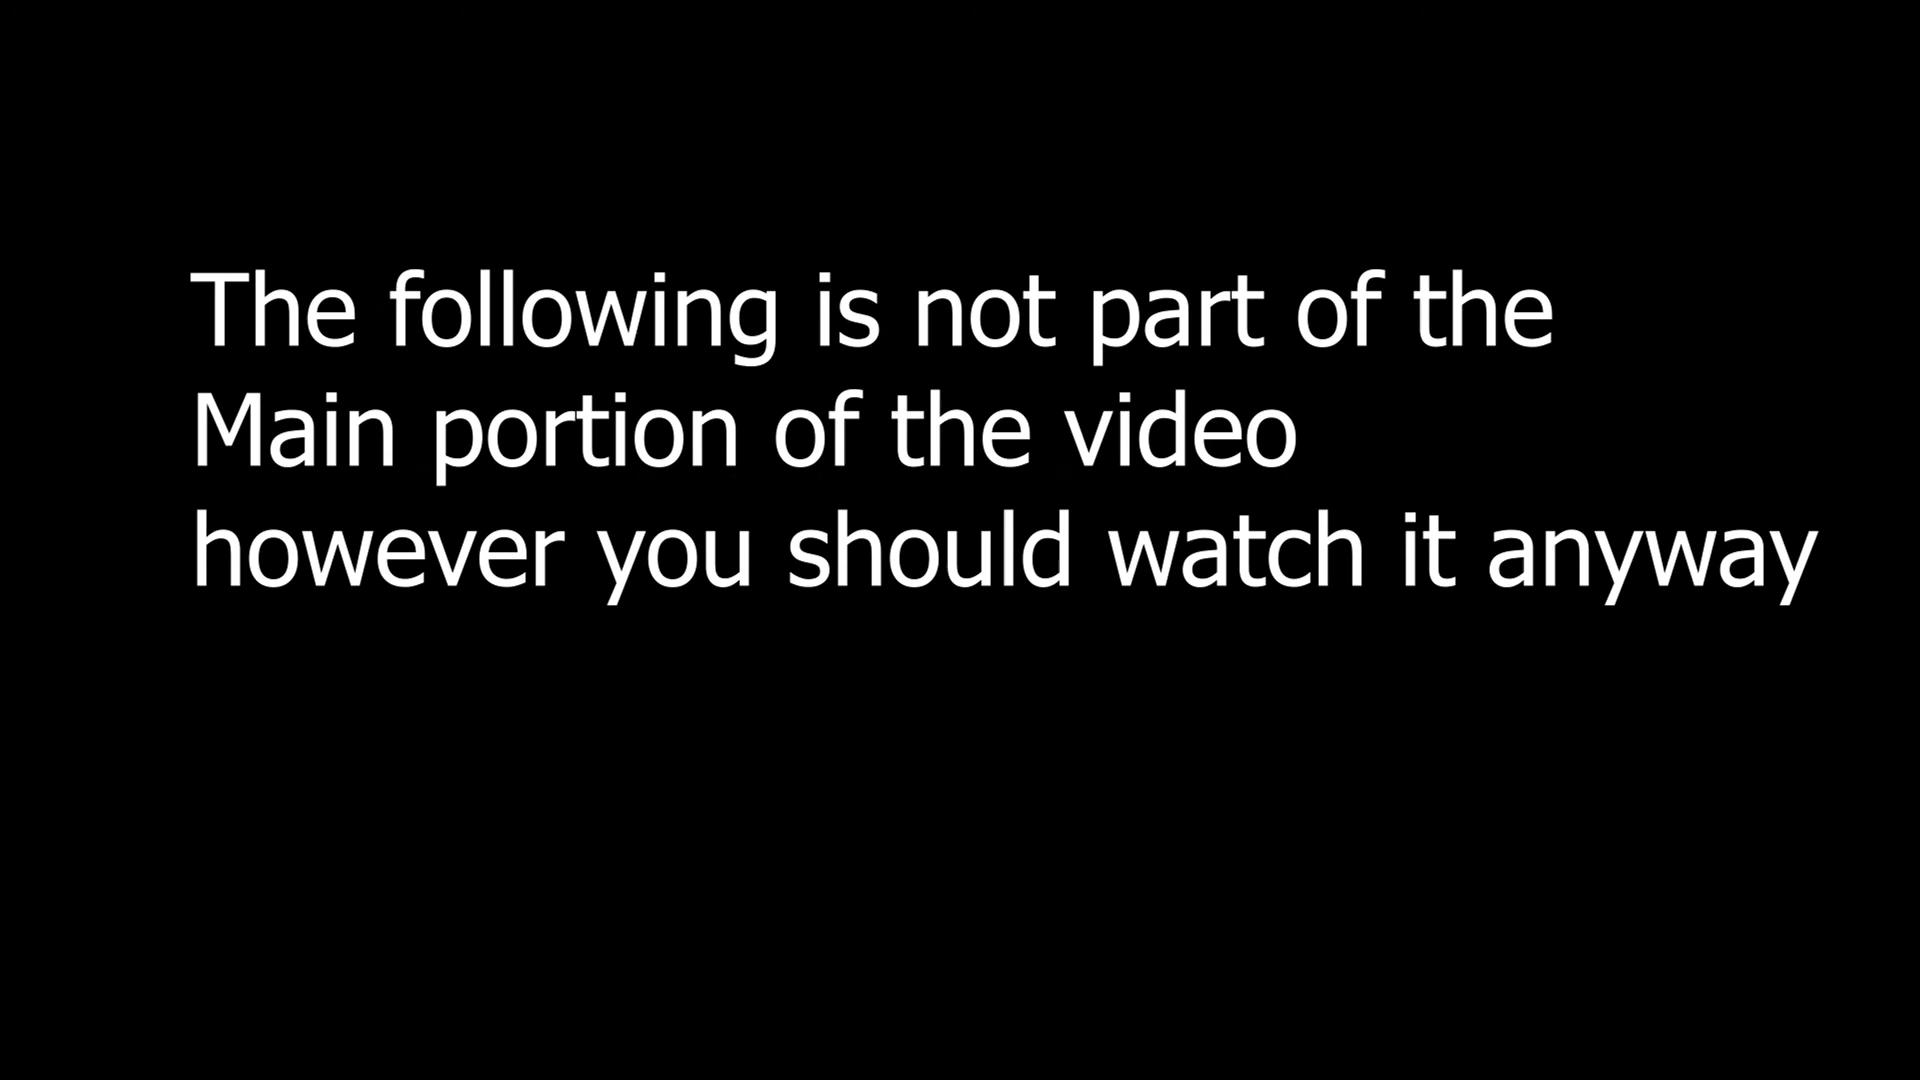 The following is not part of the
Main portion of the video
however you should watch it anyway